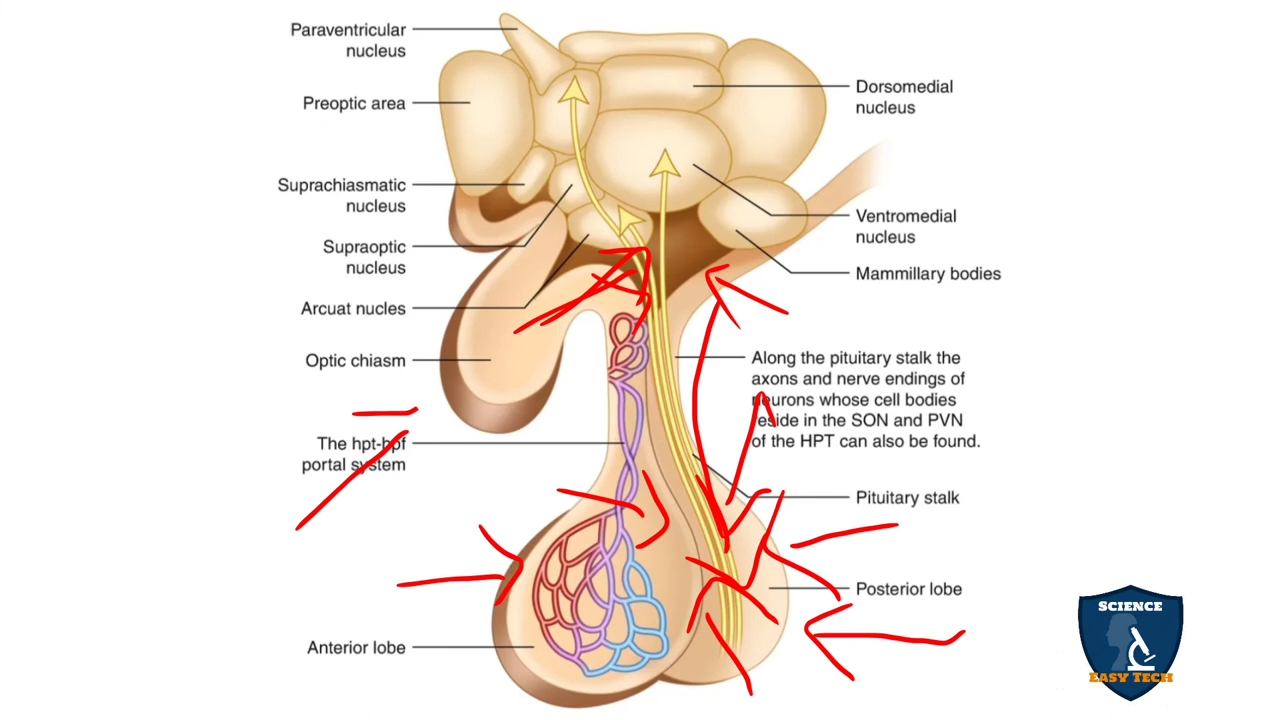 Paraventricular
nucleus
Preoptic area
Suprachiasmatic
nucleus
Supraoptic
nucleus
Arcuat nucles
Optic chiasm
The hpt-hpf
portal system
Anterior lobe
Dorsomedial
nucleus
Ventromedial
nucleus
Mammillary bodies
Along the pituitary stalk the
axons and nerve endings of
neurons whose cell bodies
reside in the SON and PVN
of the HPT can also be found.
Pituitary stalk
Posterior lobe
SCIENCE
EASY TECH